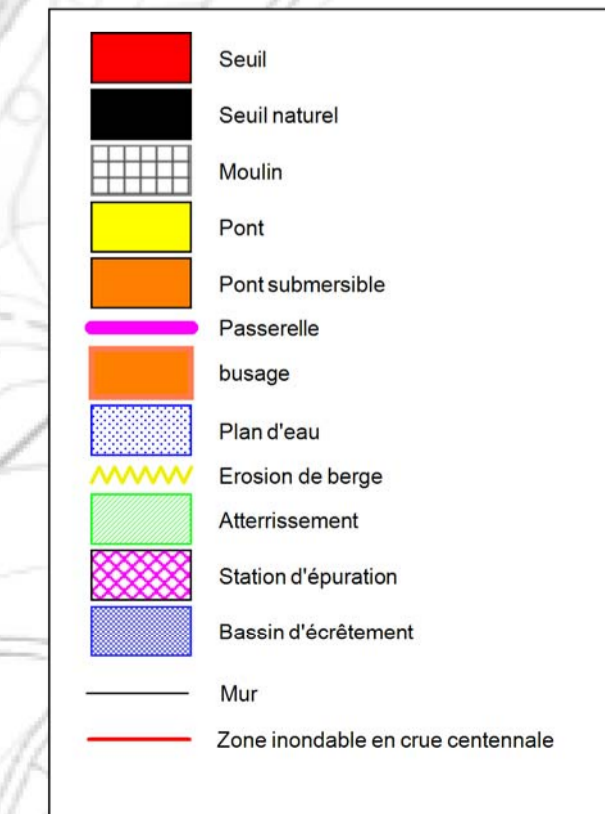 Seuil
Seuil naturel
Moulin
Pont
Pont submersible
Passerelle
busage
Plan d'eau
Erosion de berge
Atterrissement
Station d'épuration
Bassin d'écrêtement
Mur
Zone inondable en crue centennale